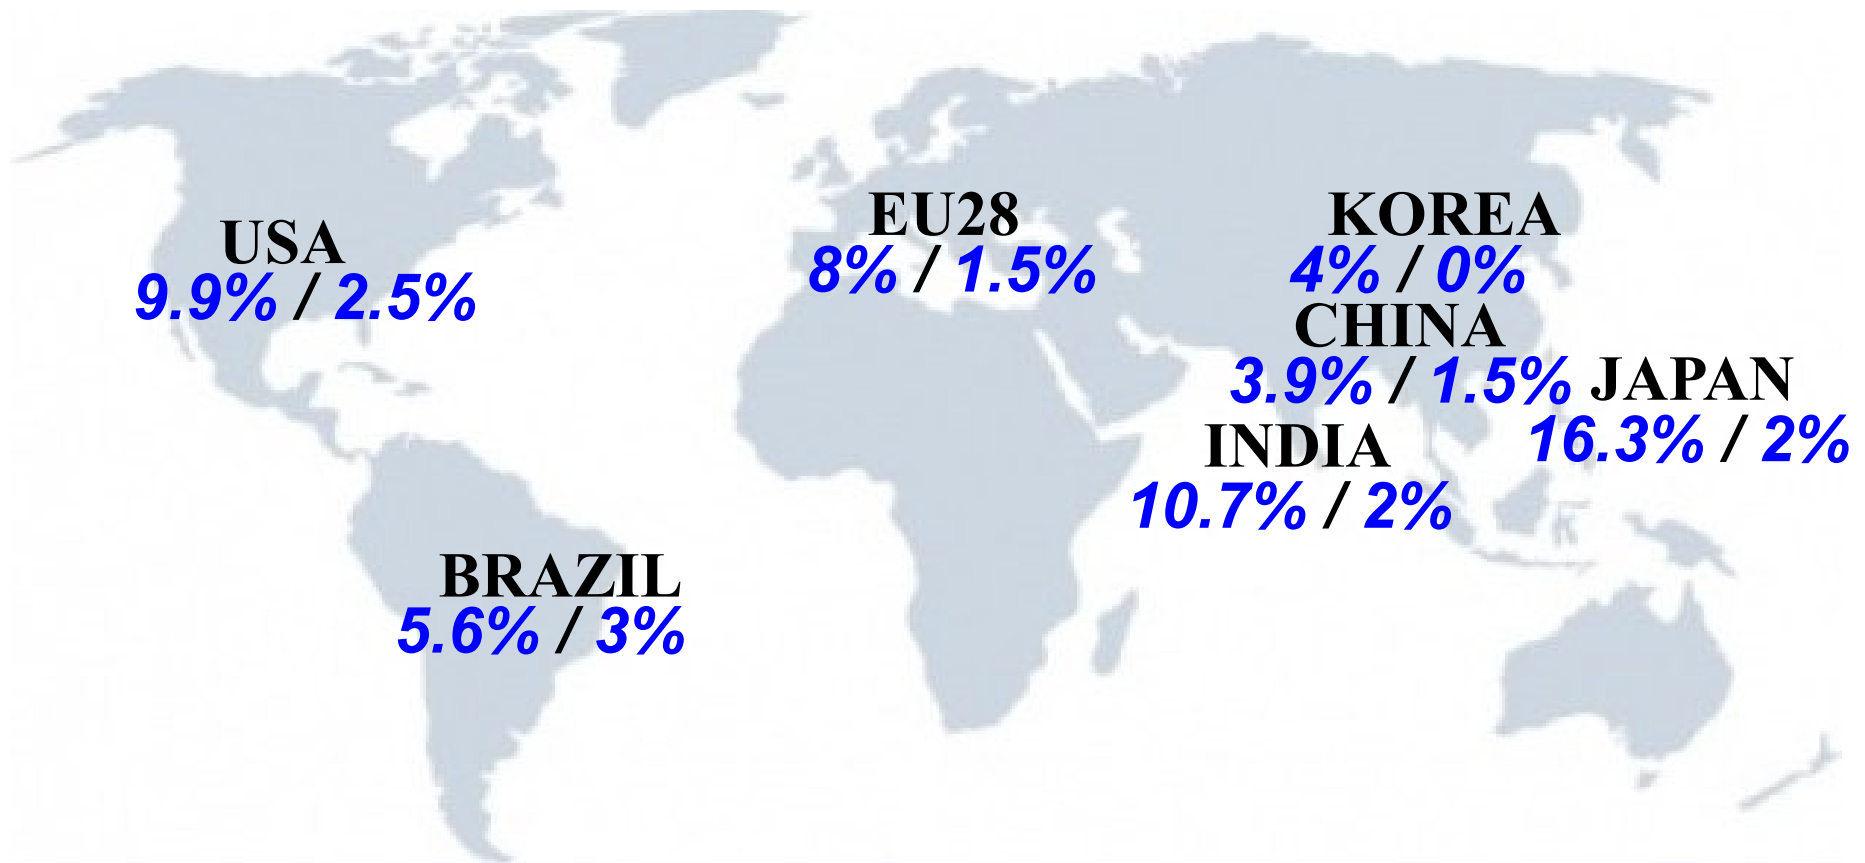 USA
9.9% / 2.5%
EU28
8% / 1.5%
KOREA
4% / 0%
CHINA
3.9% / 1.5%
JAPAN
16.3% / 2%
INDIA
10.7% / 2%
BRAZIL
5.6% / 3%